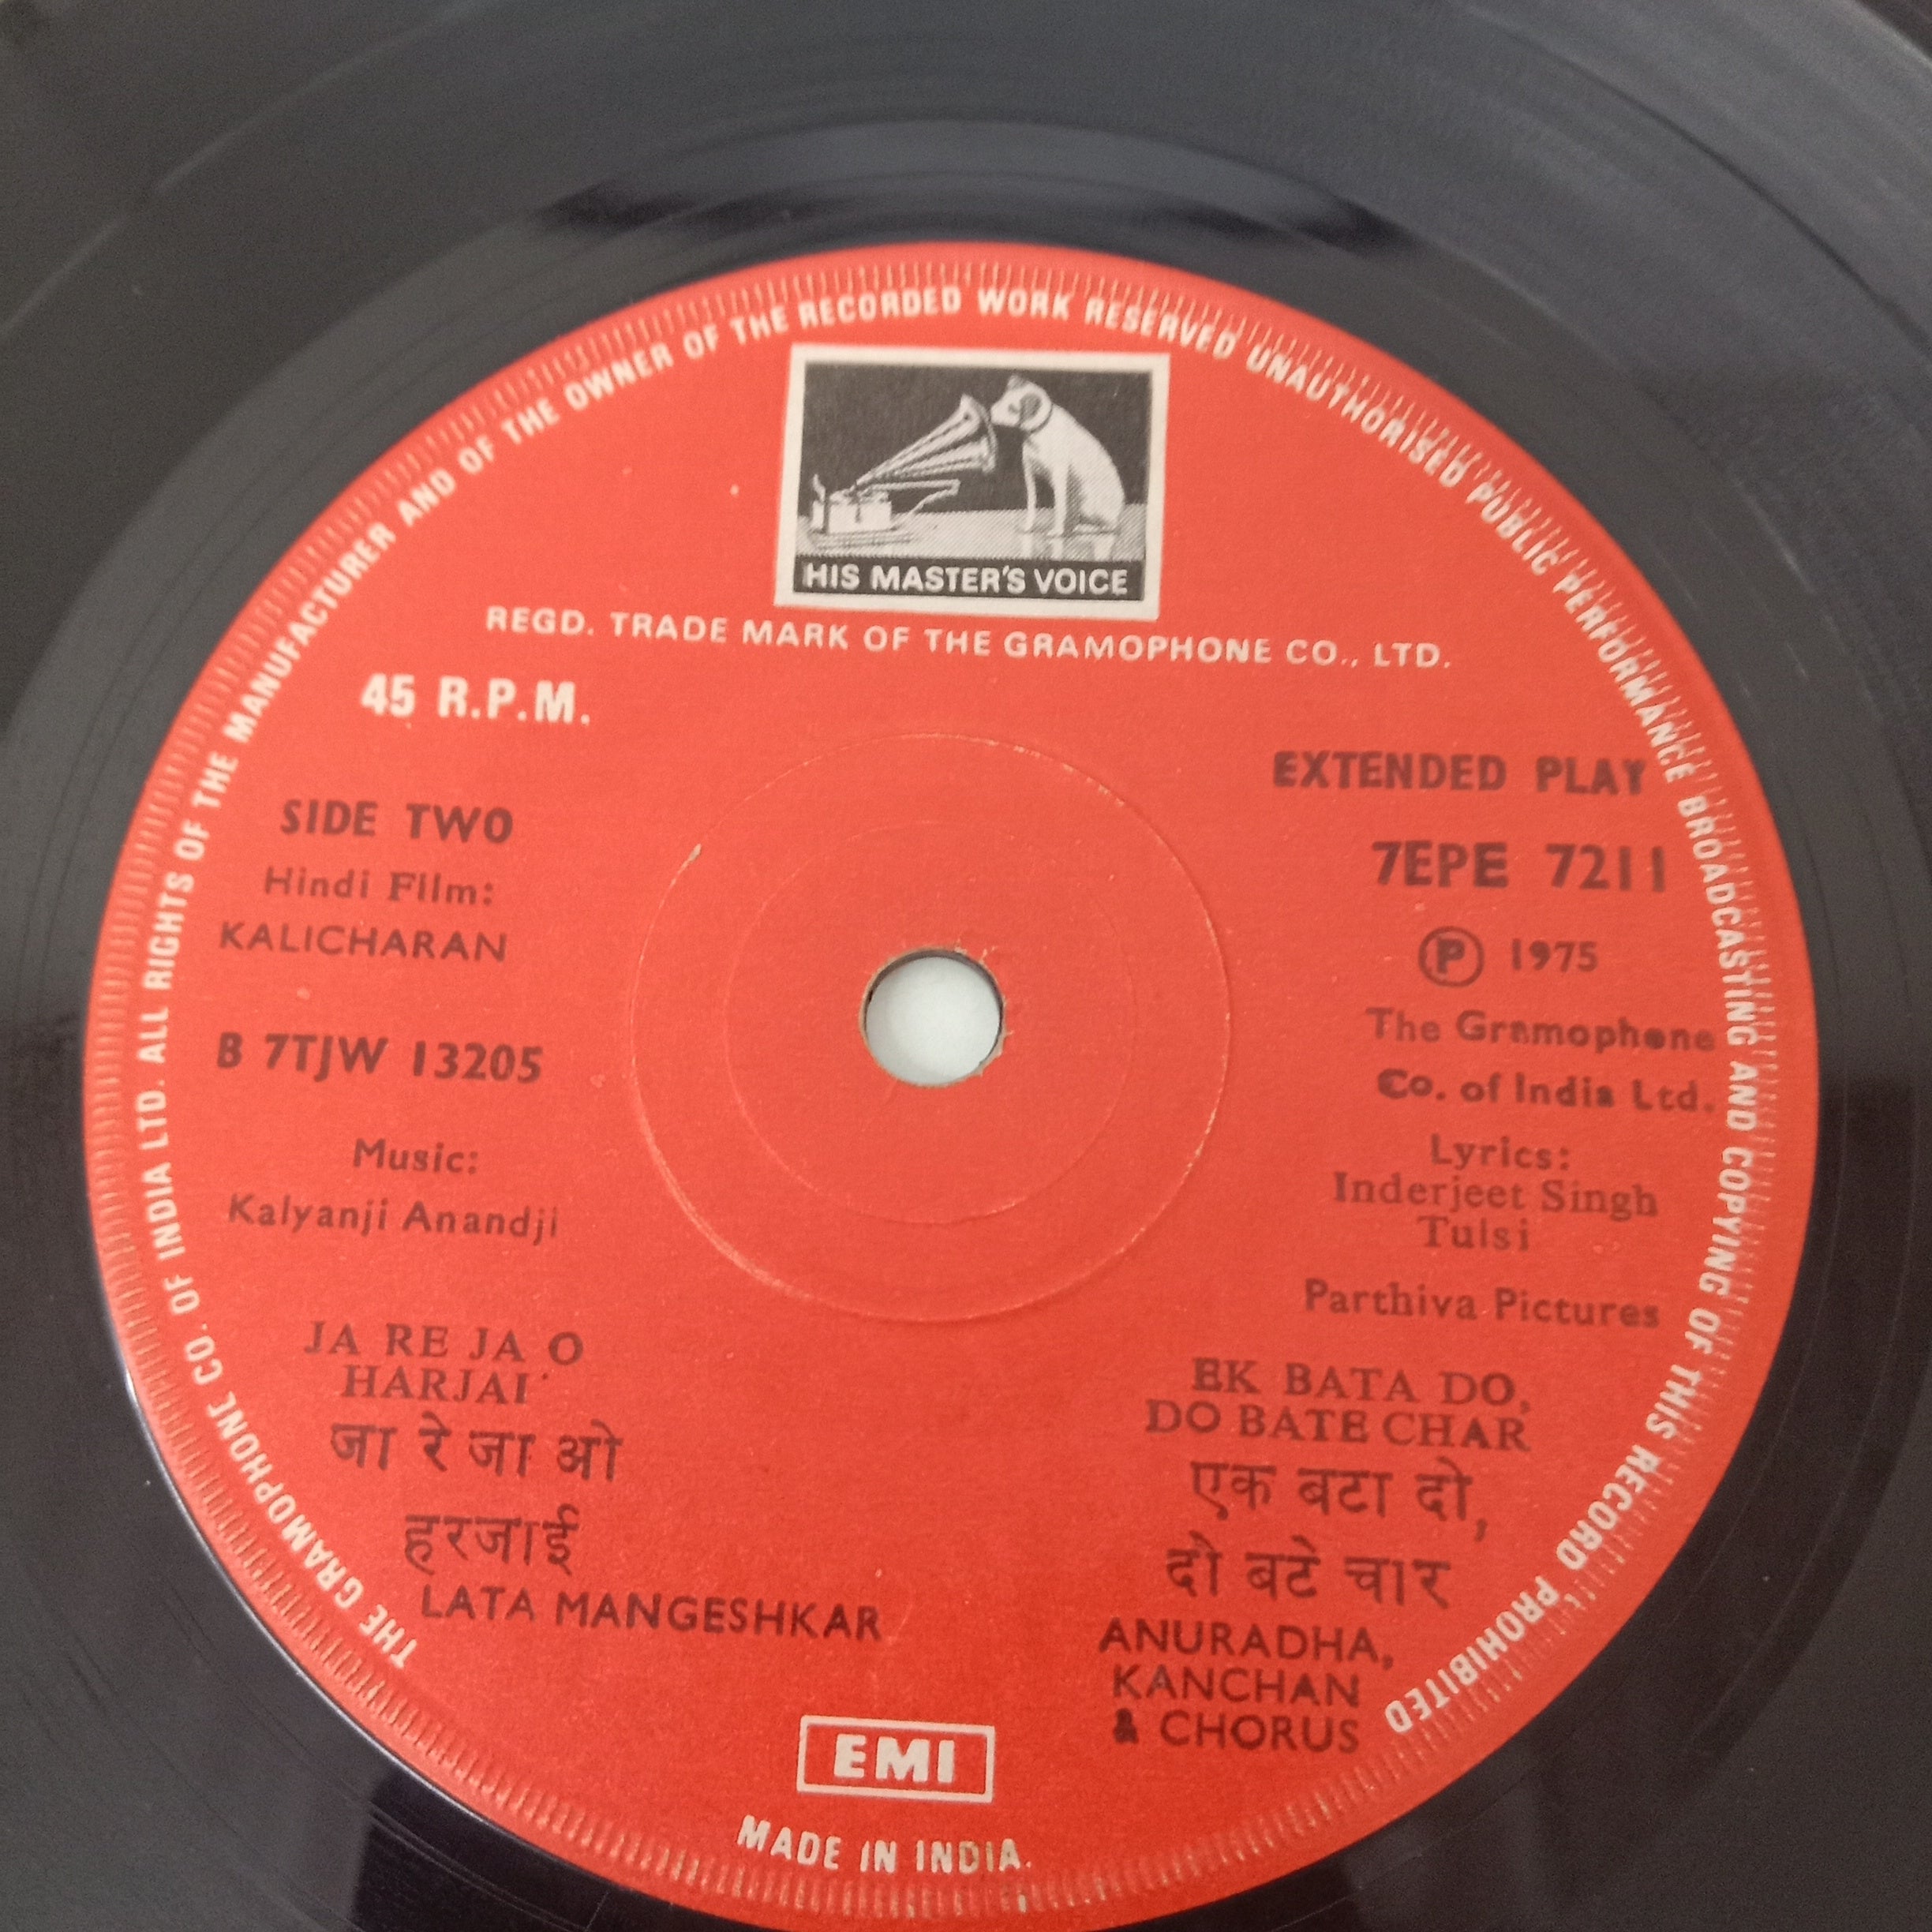 THE GRAMOPHONE CO. OF INDIA LTD. ALL RIGHTS OF THE MANUFACTURER AND OF THE OWNER OF THE RECORDED WORK RESERVED UNAUTHORISED PUBLIC PERFORMANCE BROADCASTING AND COPYING OF THIS RECORD PROHIBITED
HIS MASTER'S VOICE
REGD. TRADE MARK OF THE GRAMOPHONE CO., LTD.
45 R.P.M.
SIDE TWO
Hindi Film:
KALICHARAN
B 7TJW 13205
Music:
Kalyanji Anandji
EXTENDED PLAY
7EPE 7211
Ⓟ 1975
The Gramophone
Co. of India Ltd.
Lyrics:
Inderjeet Singh
Tulsi
Parthiva Pictures
JA RE JA O
HARJAI
जा रे जा ओ
हरजाई
LATA MANGESHKAR
EK BATA DO,
DO BATE CHAR
एक बटा दो,
दो बटे चार
ANURADHA,
KANCHAN
& CHORUS
EMI
MADE IN INDIA.